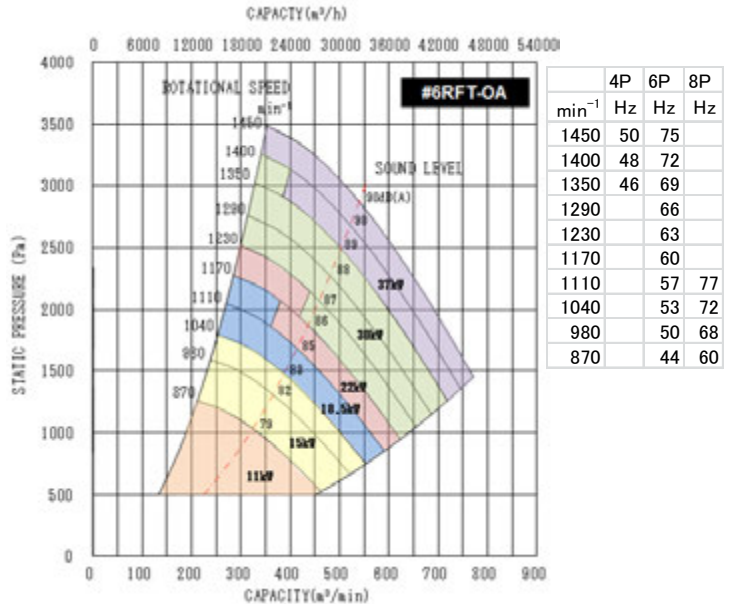 CAPACTY(m³/h)
0 6000 12000 18000 24000 30000 36000 42000 48000 54000
4000
3500
3000
2500
2000
1500
1000
500
0
STATIC PRESSURE (Pa)
ROTATIONAL SPEED
min⁻¹
#6RFT-OA
1450
1400
1350
1290
1230
1170
1110
1040
980
870
SOUND LEVEL
90dB(A)
90
89
88
87
86
85
83
82
79
37kW
30kW
22kW
18.5kW
15kW
11kW
0 100 200 300 400 500 600 700 800 900
CAPACITY(m³/min)
4P 6P 8P
min⁻¹ Hz Hz Hz
1450 50 75
1400 48 72
1350 46 69
1290 66
1230 63
1170 60
1110 57 77
1040 53 72
980 50 68
870 44 60